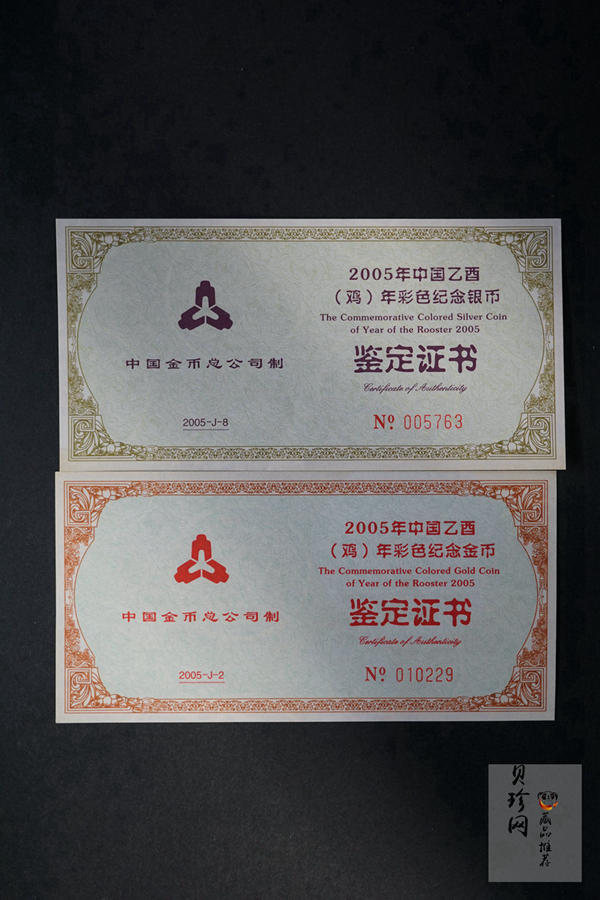 2005年中国乙酉
（鸡）年彩色纪念银币
The Commemorative Colored Silver Coin
of Year of the Rooster 2005
中国金币总公司制
鉴定证书
Certificate of Authenticity
2005-J-8
Nº 005763
2005年中国乙酉
（鸡）年彩色纪念金币
The Commemorative Colored Gold Coin
of Year of the Rooster 2005
中国金币总公司制
鉴定证书
Certificate of Authenticity
2005-J-2
Nº 010229
贝珍网
藏品推荐